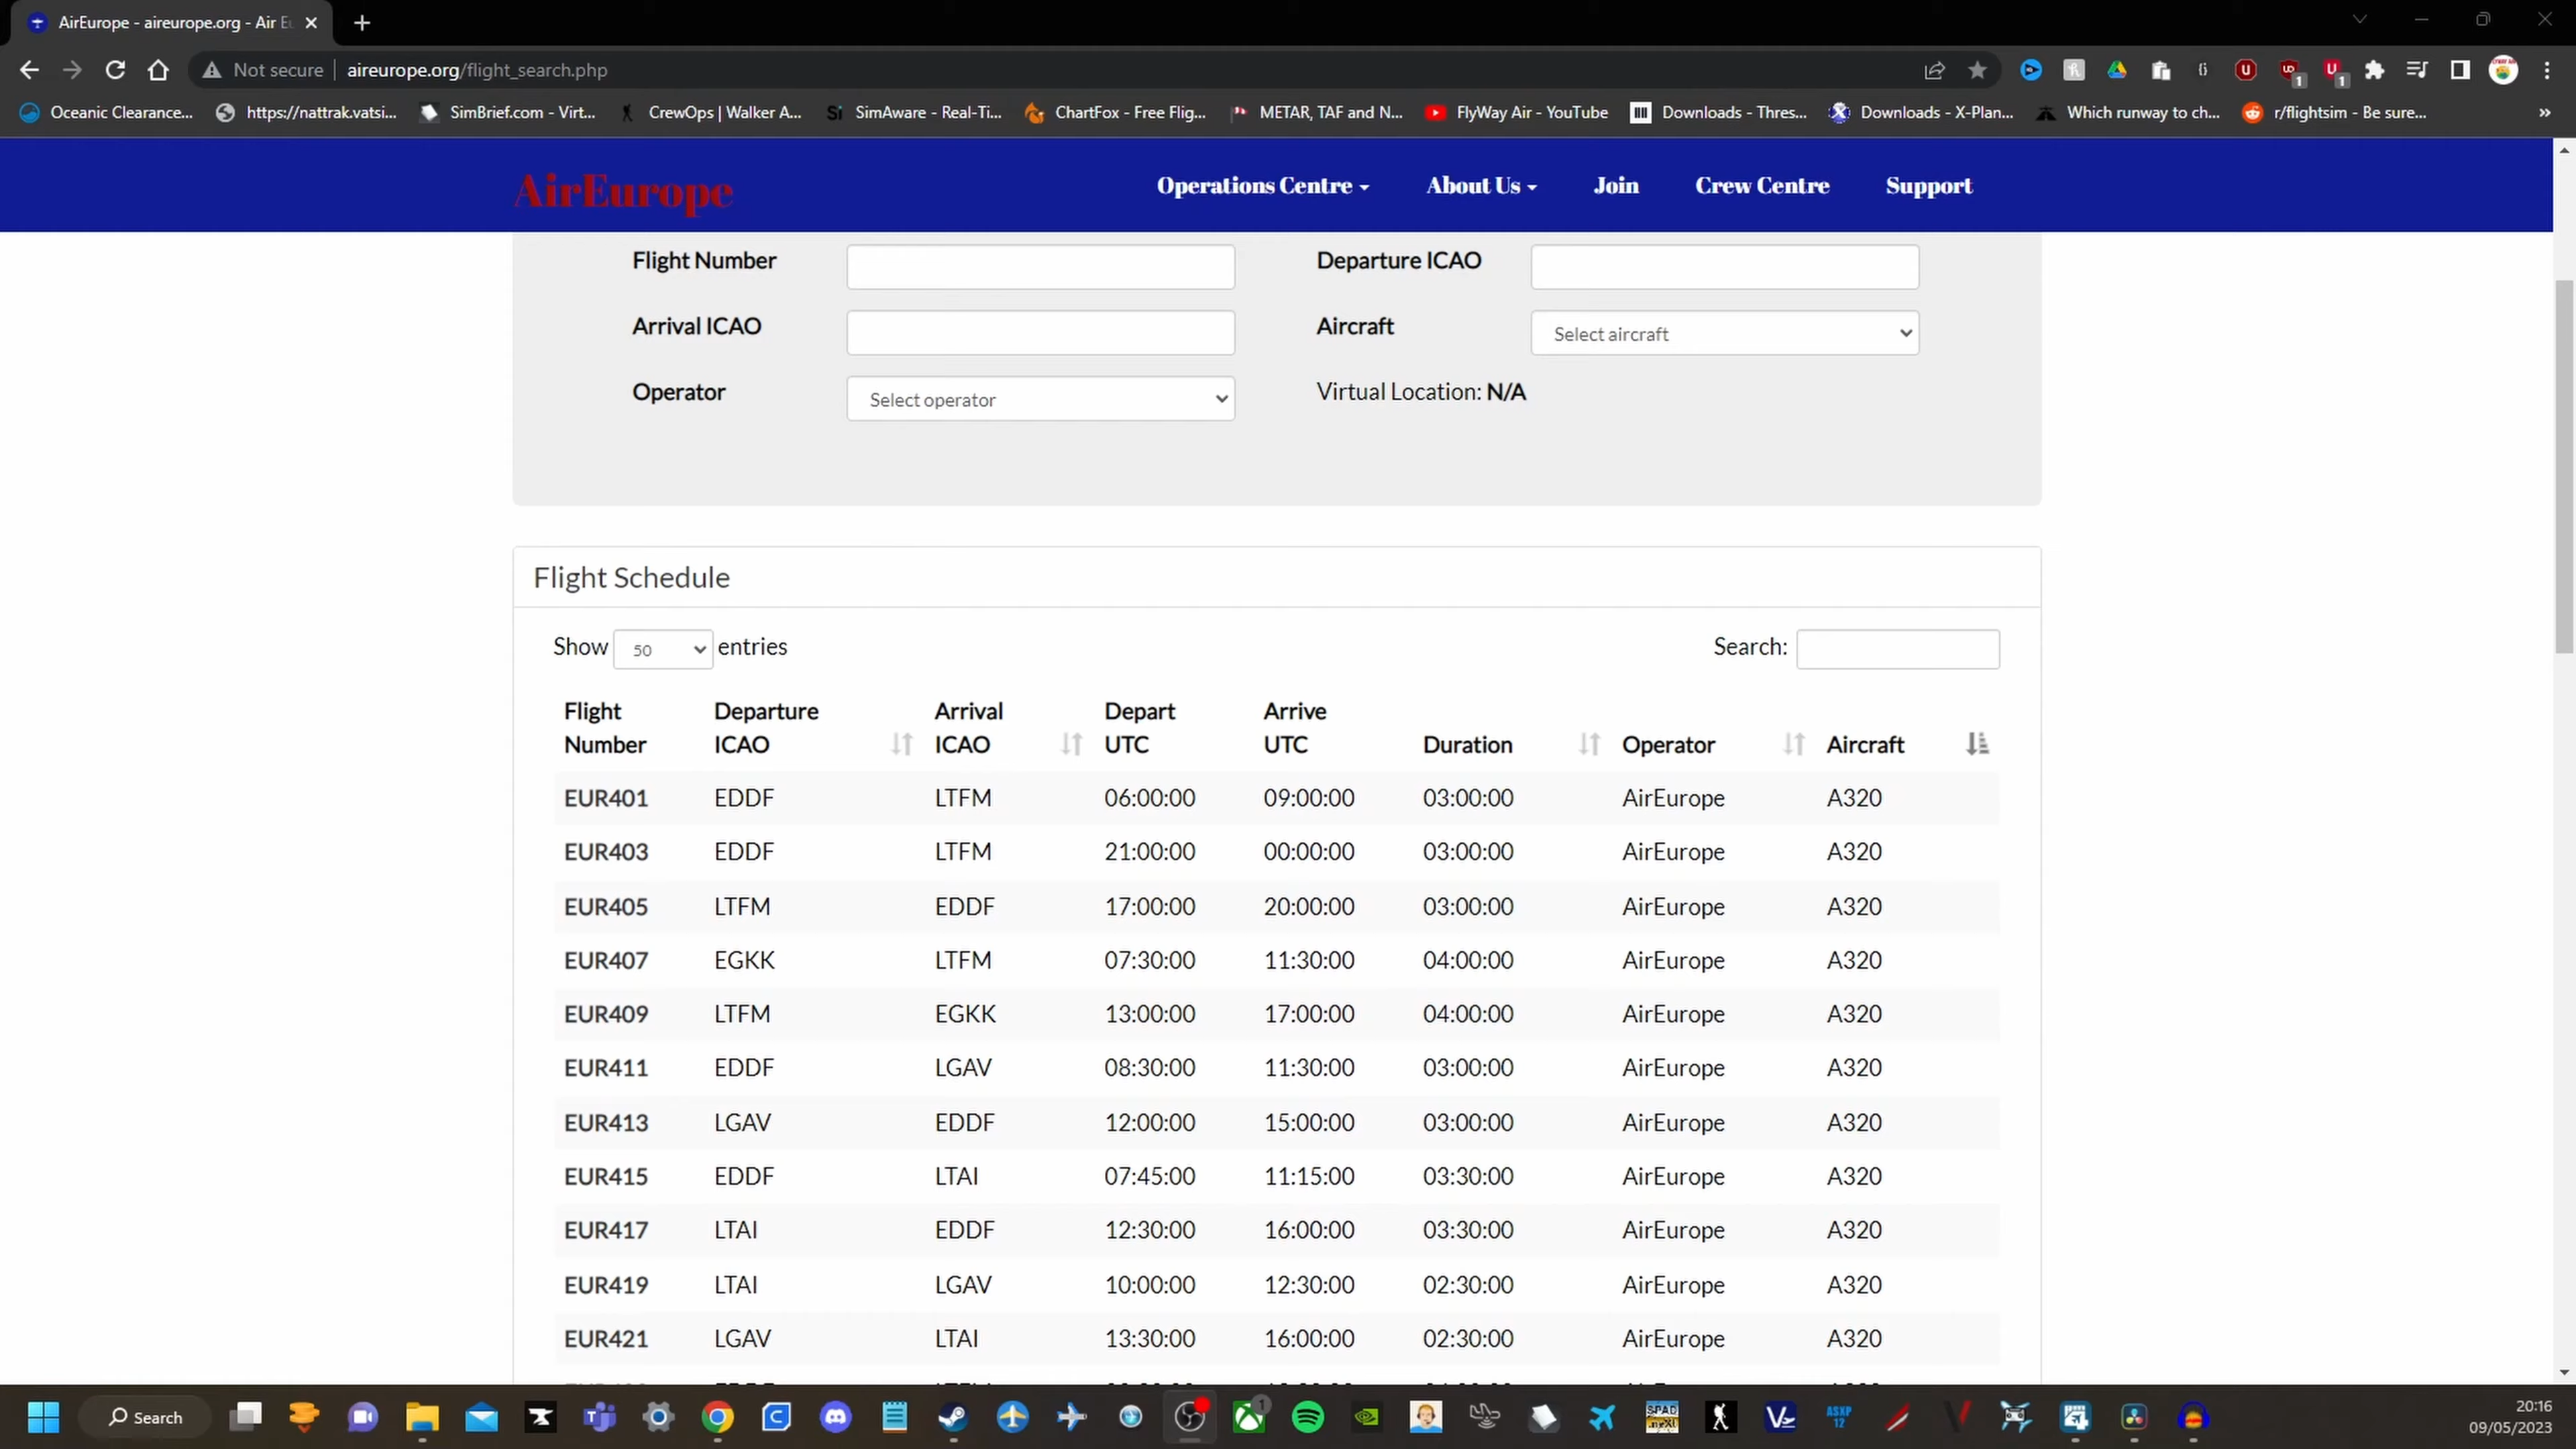 AirEurope - aireurope.org - Air E
Not secure aireurope.org/flight_search.php
Oceanic Clearance... https://nattrak.vatsi... SimBrief.com - Virt... CrewOps | Walker A... SimAware - Real-Ti... ChartFox - Free Flig... METAR, TAF and N... FlyWay Air - YouTube Downloads - Thres... Downloads - X-Plan... Which runway to ch... r/flightsim - Be sure... »
AirEurope Operations Centre About Us Join Crew Centre Support
Flight Number Departure ICAO
Arrival ICAO Aircraft Select aircraft
Operator Select operator Virtual Location: N/A
Flight Schedule
Show 50 entries Search:
Flight Number Departure ICAO Arrival ICAO Depart UTC Arrive UTC Duration Operator Aircraft
EUR401 EDDF LTFM 06:00:00 09:00:00 03:00:00 AirEurope A320
EUR403 EDDF LTFM 21:00:00 00:00:00 03:00:00 AirEurope A320
EUR405 LTFM EDDF 17:00:00 20:00:00 03:00:00 AirEurope A320
EUR407 EGKK LTFM 07:30:00 11:30:00 04:00:00 AirEurope A320
EUR409 LTFM EGKK 13:00:00 17:00:00 04:00:00 AirEurope A320
EUR411 EDDF LGAV 08:30:00 11:30:00 03:00:00 AirEurope A320
EUR413 LGAV EDDF 12:00:00 15:00:00 03:00:00 AirEurope A320
EUR415 EDDF LTAI 07:45:00 11:15:00 03:30:00 AirEurope A320
EUR417 LTAI EDDF 12:30:00 16:00:00 03:30:00 AirEurope A320
EUR419 LTAI LGAV 10:00:00 12:30:00 02:30:00 AirEurope A320
EUR421 LGAV LTAI 13:30:00 16:00:00 02:30:00 AirEurope A320
Search 20:16
09/05/2023